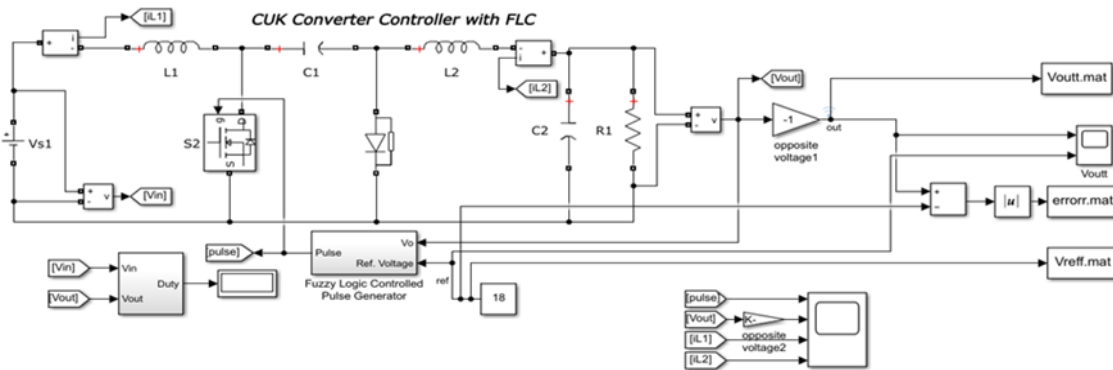 CUK Converter Controller with FLC
[iL1]
+
i
-
L1
C1
L2
-
i
+
[iL2]
[Vout]
Voutt.mat
Vs1
+
S2
g
D
S
C2
R1
+
-
v
-1
out
opposite
voltage1
Voutt
+
-
v
[Vin]
+
−
|u|
errorr.mat
[pulse]
Pulse
Vo
Ref. Voltage
Fuzzy Logic Controlled
Pulse Generator
ref
18
Vreff.mat
[Vin]
[Vout]
Vin
Vout
Duty
[pulse]
[Vout]
K-
opposite
voltage2
[iL1]
[iL2]